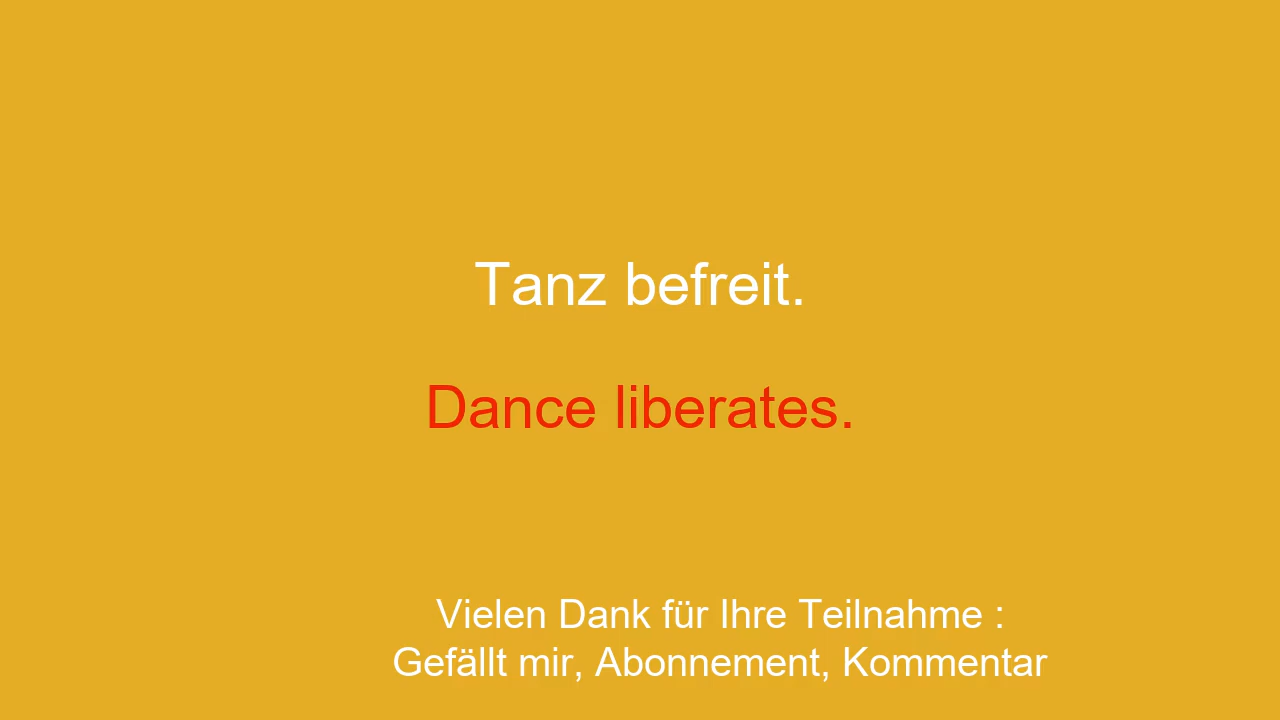 Tanz befreit.
Dance liberates.
Vielen Dank für Ihre Teilnahme :
Gefällt mir, Abonnement, Kommentar